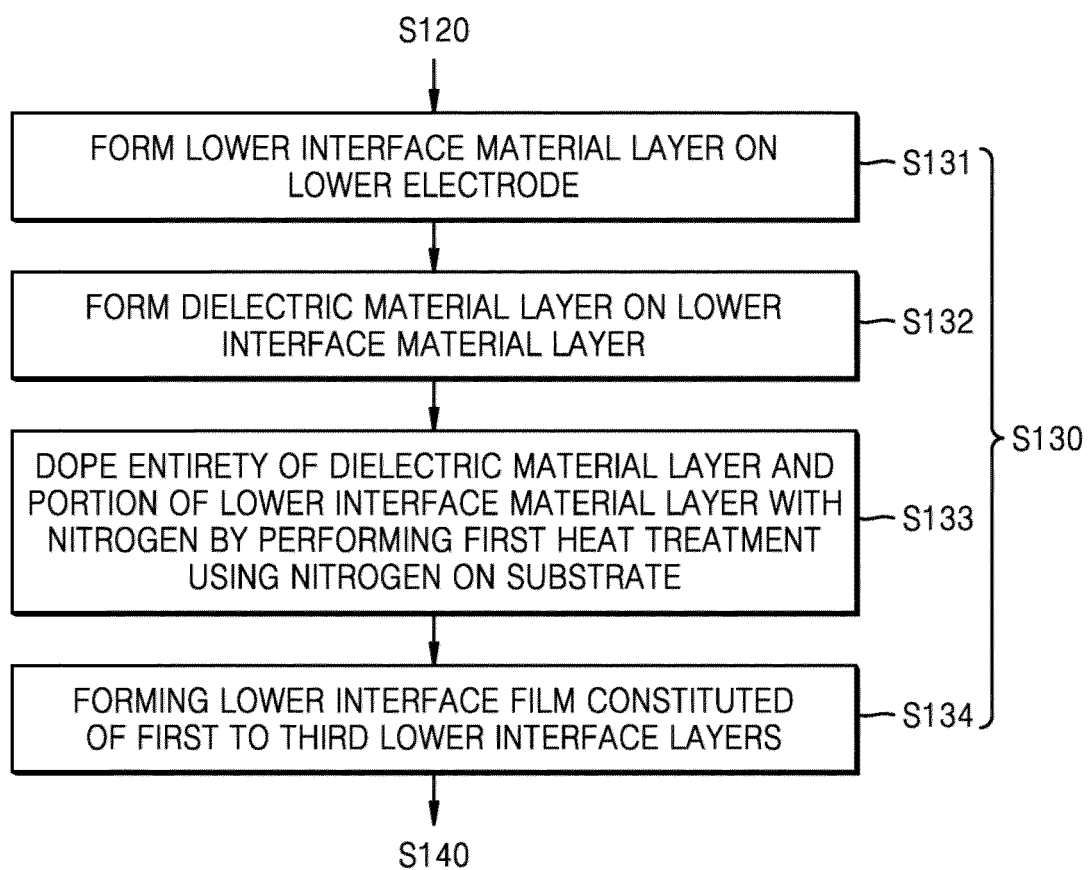 S120
FORM LOWER INTERFACE MATERIAL LAYER ON
LOWER ELECTRODE
S131
FORM DIELECTRIC MATERIAL LAYER ON LOWER
INTERFACE MATERIAL LAYER
S132
S130
DOPE ENTIRETY OF DIELECTRIC MATERIAL LAYER AND
PORTION OF LOWER INTERFACE MATERIAL LAYER WITH
NITROGEN BY PERFORMING FIRST HEAT TREATMENT
USING NITROGEN ON SUBSTRATE
S133
FORMING LOWER INTERFACE FILM CONSTITUTED
OF FIRST TO THIRD LOWER INTERFACE LAYERS
S134
S140